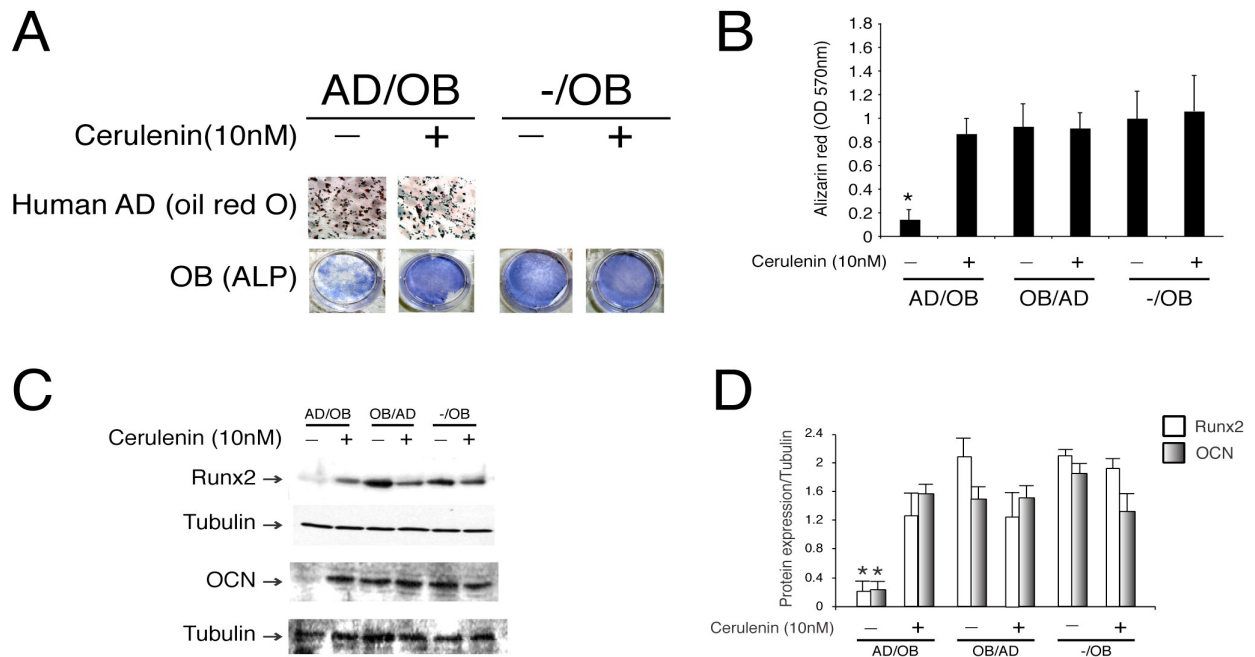 A
AD/OB -/OB
Cerulenin(10nM) — + — +
Human AD (oil red O)
OB (ALP)
B
Alizarin red (OD 570nm)
1.8
1.6
1.4
1.2
1
0.8
0.6
0.4
0.2
0
*
Cerulenin (10nM) — + — + — +
AD/OB OB/AD -/OB
C
AD/OB OB/AD -/OB
Cerulenin (10nM) — + — + — +
Runx2 →
Tubulin →
OCN →
Tubulin →
D
Protein expression/Tubulin
2.4
2.
1.6
1.2
0.8
0.4
0
* *
Runx2
OCN
Cerulenin (10nM) — + — + — +
AD/OB OB/AD -/OB